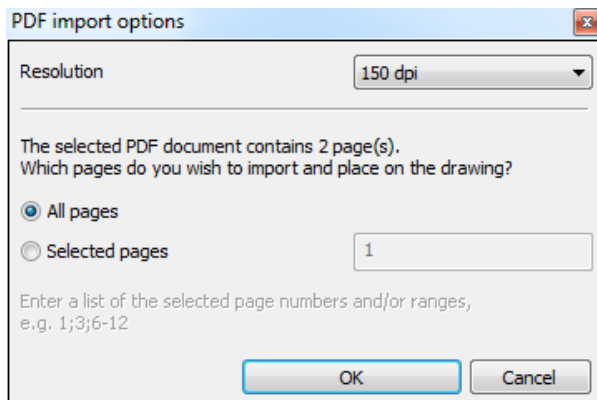 PDF import options
Resolution
150 dpi
The selected PDF document contains 2 page(s).
Which pages do you wish to import and place on the drawing?
All pages
Selected pages
1
Enter a list of the selected page numbers and/or ranges,
e.g. 1;3;6-12
OK
Cancel